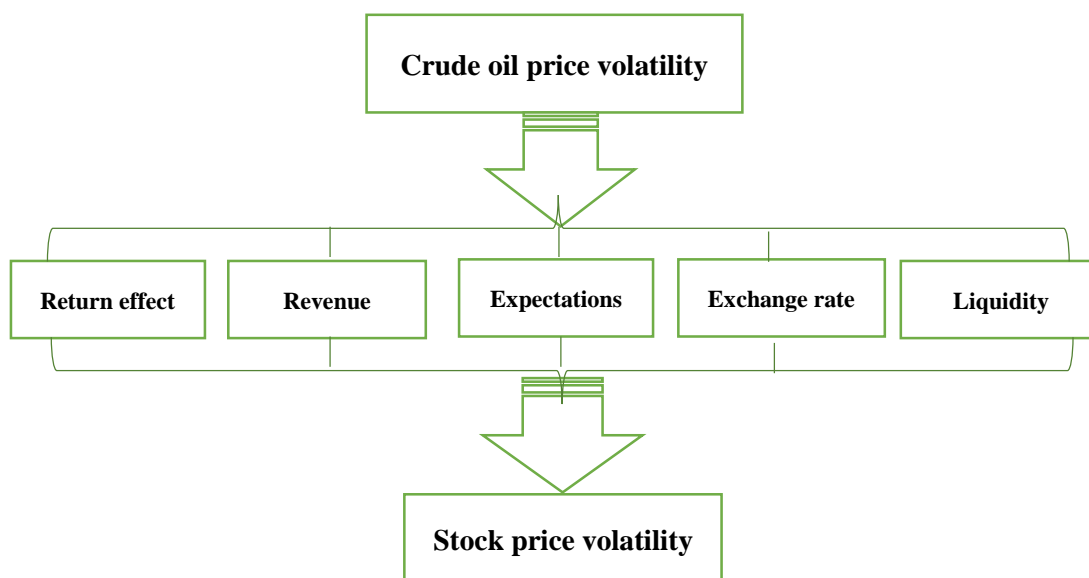 Crude oil price volatility
Return effect
Revenue
Expectations
Exchange rate
Liquidity
Stock price volatility